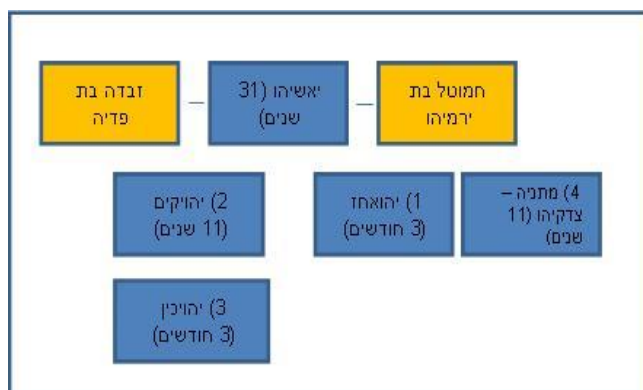 חמוטל בת
ירמיהו
–
יאשיהו (31
שנים)
–
זבדה בת
פדיה
4) מתניה –
צדקיהו (11
שנים)
1) יהואחז
(3 חודשים)
2) יהויקים
(11 שנים)
3) יהויכין
(3 חודשים)